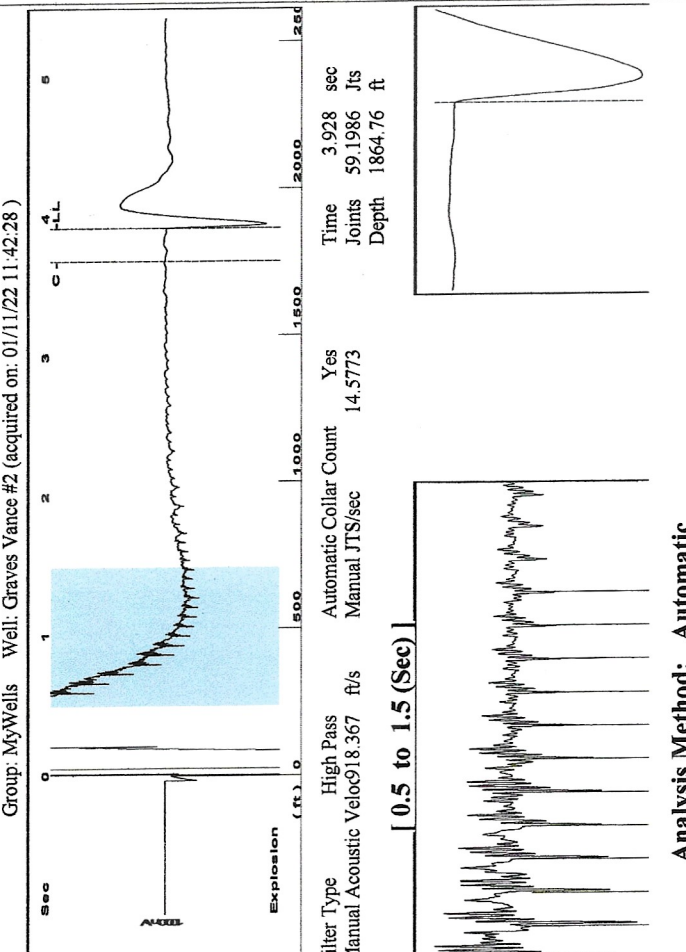 Group: MyWells Well: Graves Vance #2 (acquired on: 01/11/22 11:42:28 )
Sec 0 1 2 3 4 5
C - -LL
Explosion
(ft) 0 500 1000 1500 2000 250
ilter Type High Pass Automatic Collar Count Yes Time 3.928 sec
Manual Acoustic Veloc918.367 ft/s Manual JTS/sec 14.5773 Joints 59.1986 Jts
Depth 1864.76 ft
[ 0.5 to 1.5 (Sec) ]
Analysis Method: Automatic